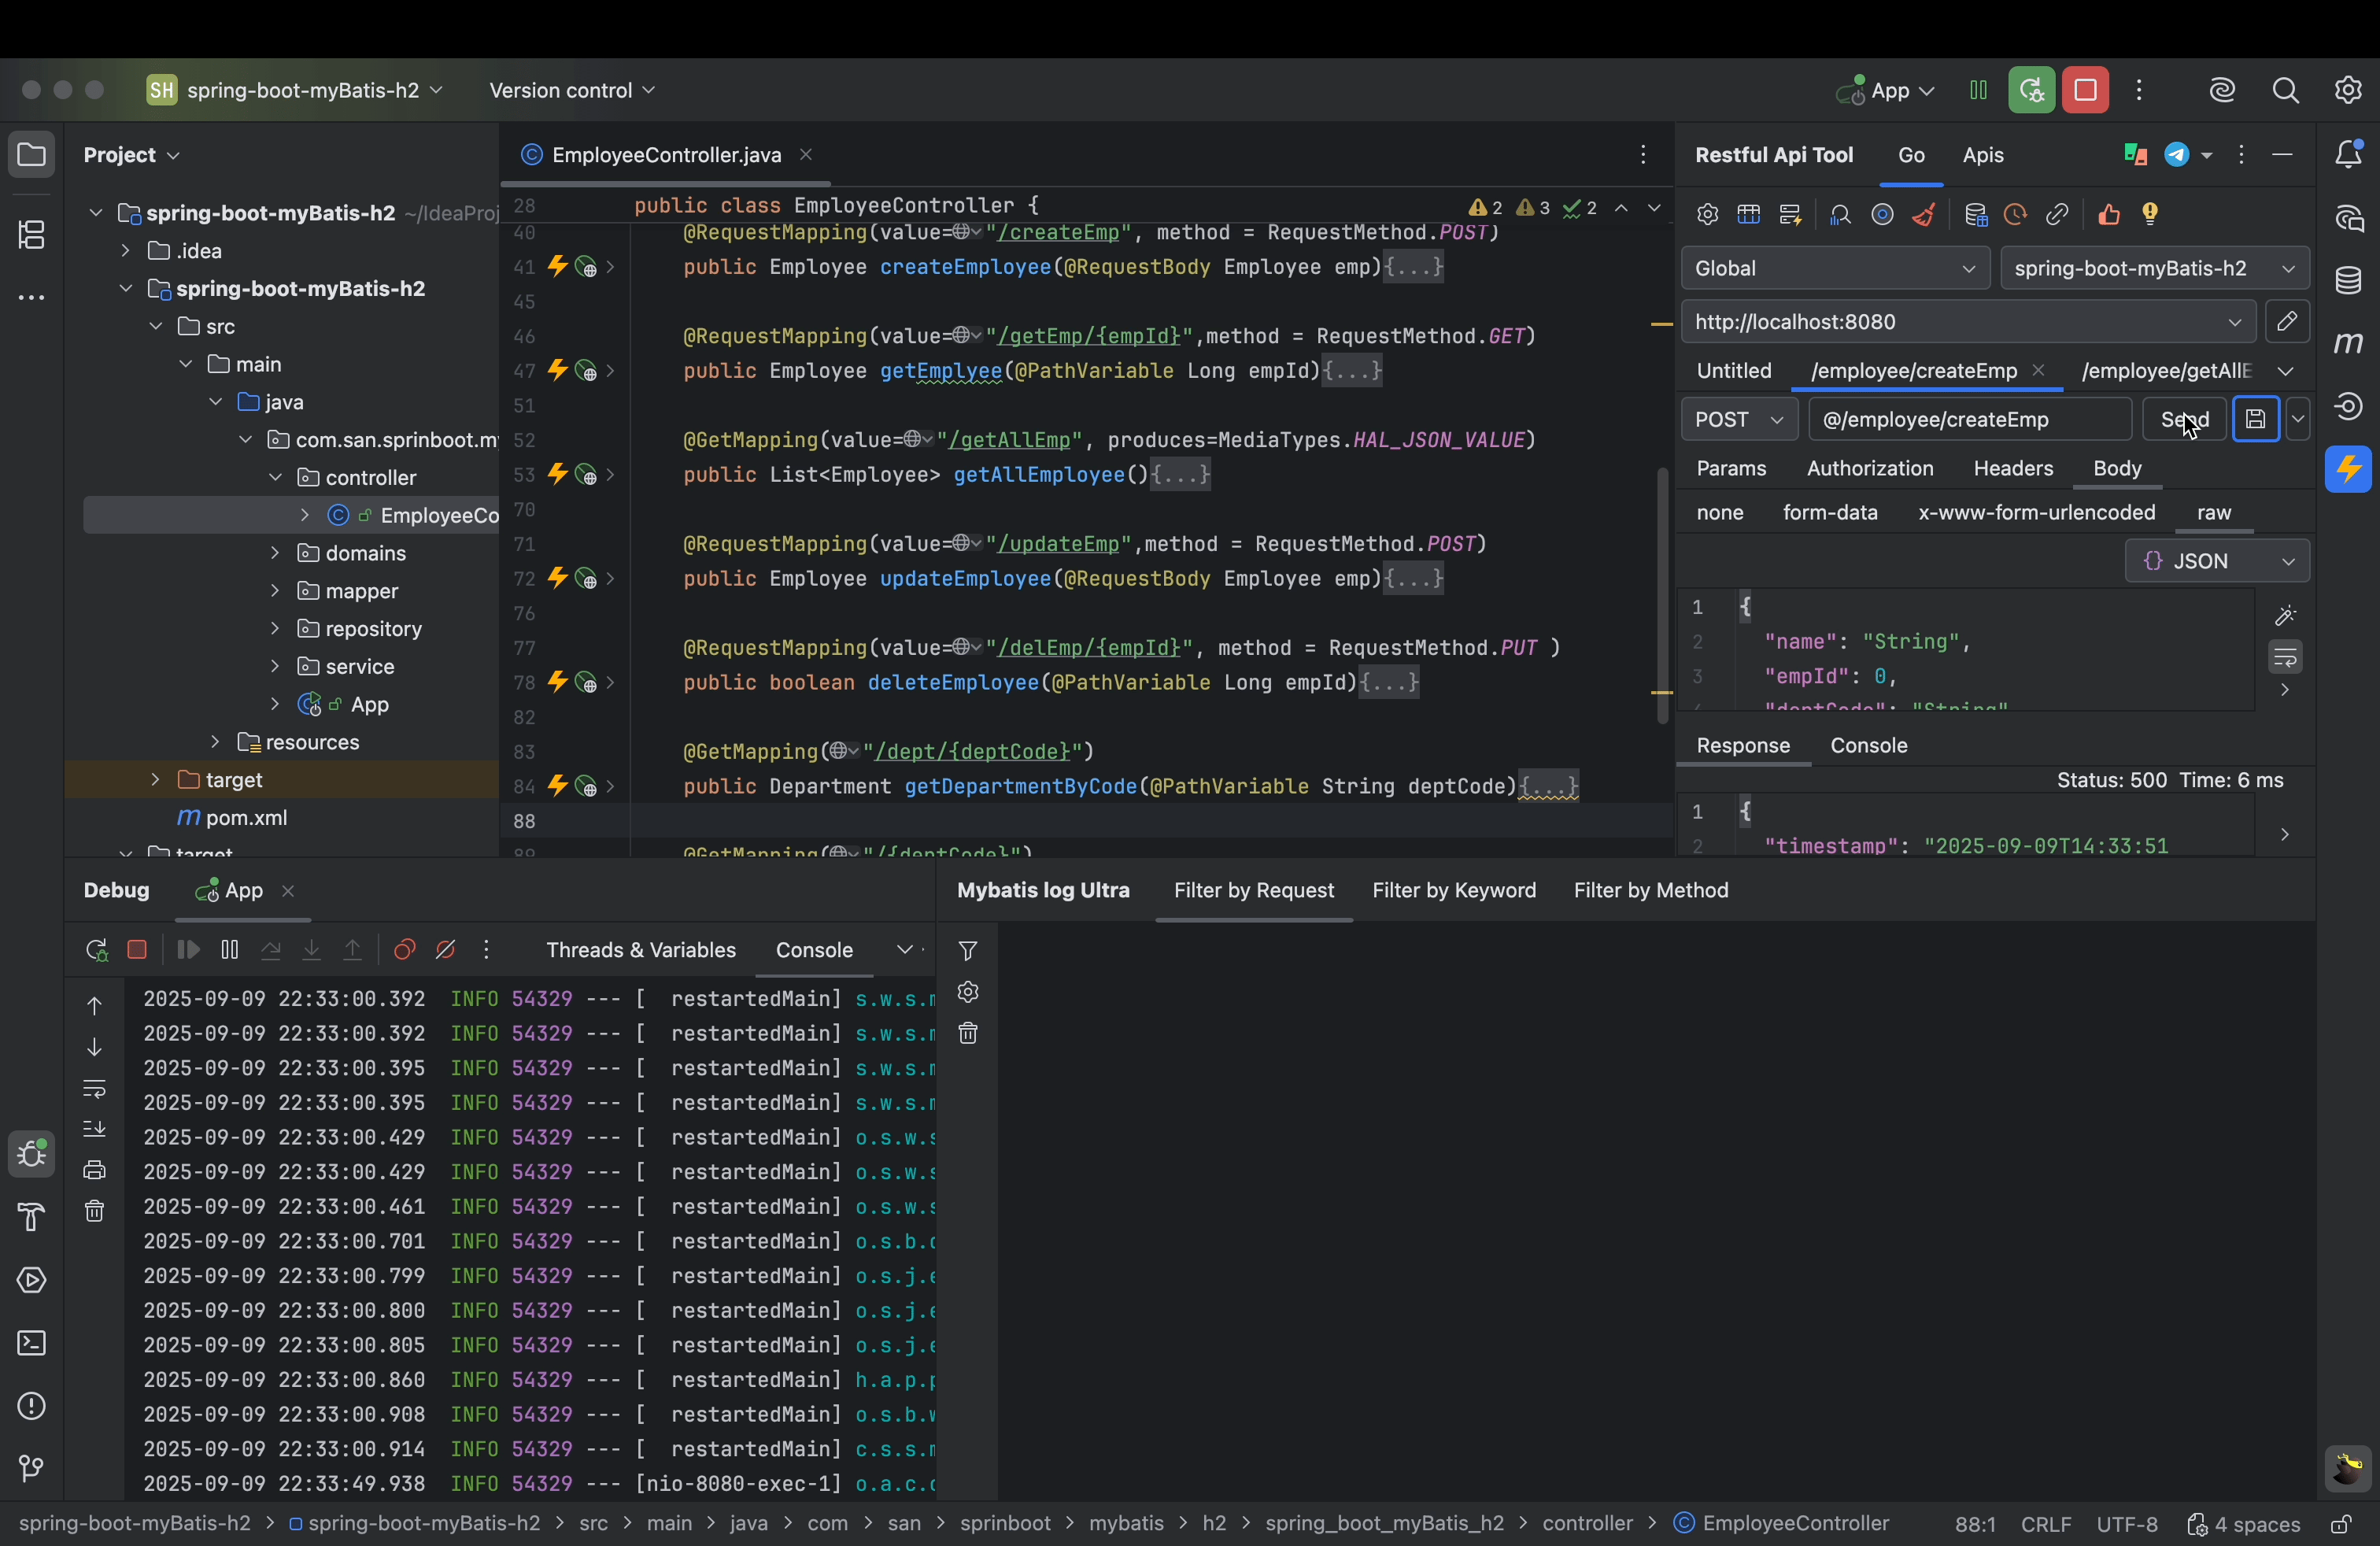 SH spring-boot-myBatis-h2 Version control App
Project
spring-boot-myBatis-h2 ~/IdeaProj
.idea
spring-boot-myBatis-h2
src
main
java
com.san.sprinboot.my
controller
EmployeeCo
domains
mapper
repository
service
App
resources
target
pom.xml
target
EmployeeController.java
28 public class EmployeeController {
2 3 2
40 @RequestMapping(value="/createEmp", method = RequestMethod.POST)
41 public Employee createEmployee(@RequestBody Employee emp){...}
45
46 @RequestMapping(value="/getEmp/{empId}",method = RequestMethod.GET)
47 public Employee getEmplyee(@PathVariable Long empId){...}
51
52 @GetMapping(value="/getAllEmp", produces=MediaTypes.HAL_JSON_VALUE)
53 public List<Employee> getAllEmployee(){...}
70
71 @RequestMapping(value="/updateEmp",method = RequestMethod.POST)
72 public Employee updateEmployee(@RequestBody Employee emp){...}
76
77 @RequestMapping(value="/delEmp/{empId}", method = RequestMethod.PUT )
78 public boolean deleteEmployee(@PathVariable Long empId){...}
82
83 @GetMapping("/dept/{deptCode}")
84 public Department getDepartmentByCode(@PathVariable String deptCode){...}
88
89 @GetMapping("/{deptCode}")
Restful Api Tool Go Apis
Global spring-boot-myBatis-h2
http://localhost:8080
Untitled /employee/createEmp /employee/getAllE
POST @/employee/createEmp Send
Params Authorization Headers Body
none form-data x-www-form-urlencoded raw
{} JSON
1 {
2 "name": "String",
3 "empId": 0,
4 "deptCode": "String"
Response Console
Status: 500 Time: 6 ms
1 {
2 "timestamp": "2025-09-09T14:33:51
Debug App
Threads & Variables Console
2025-09-09 22:33:00.392 INFO 54329 --- [ restartedMain] s.w.s.m
2025-09-09 22:33:00.392 INFO 54329 --- [ restartedMain] s.w.s.m
2025-09-09 22:33:00.395 INFO 54329 --- [ restartedMain] s.w.s.m
2025-09-09 22:33:00.395 INFO 54329 --- [ restartedMain] s.w.s.m
2025-09-09 22:33:00.429 INFO 54329 --- [ restartedMain] o.s.w.s
2025-09-09 22:33:00.429 INFO 54329 --- [ restartedMain] o.s.w.s
2025-09-09 22:33:00.461 INFO 54329 --- [ restartedMain] o.s.w.s
2025-09-09 22:33:00.701 INFO 54329 --- [ restartedMain] o.s.b.d
2025-09-09 22:33:00.799 INFO 54329 --- [ restartedMain] o.s.j.e
2025-09-09 22:33:00.800 INFO 54329 --- [ restartedMain] o.s.j.e
2025-09-09 22:33:00.805 INFO 54329 --- [ restartedMain] o.s.j.e
2025-09-09 22:33:00.860 INFO 54329 --- [ restartedMain] h.a.p.p
2025-09-09 22:33:00.908 INFO 54329 --- [ restartedMain] o.s.b.w
2025-09-09 22:33:00.914 INFO 54329 --- [ restartedMain] c.s.s.m
2025-09-09 22:33:49.938 INFO 54329 --- [nio-8080-exec-1] o.a.c.c
Mybatis log Ultra Filter by Request Filter by Keyword Filter by Method
spring-boot-myBatis-h2 > spring-boot-myBatis-h2 > src > main > java > com > san > sprinboot > mybatis > h2 > spring_boot_myBatis_h2 > controller > EmployeeController 88:1 CRLF UTF-8 4 spaces